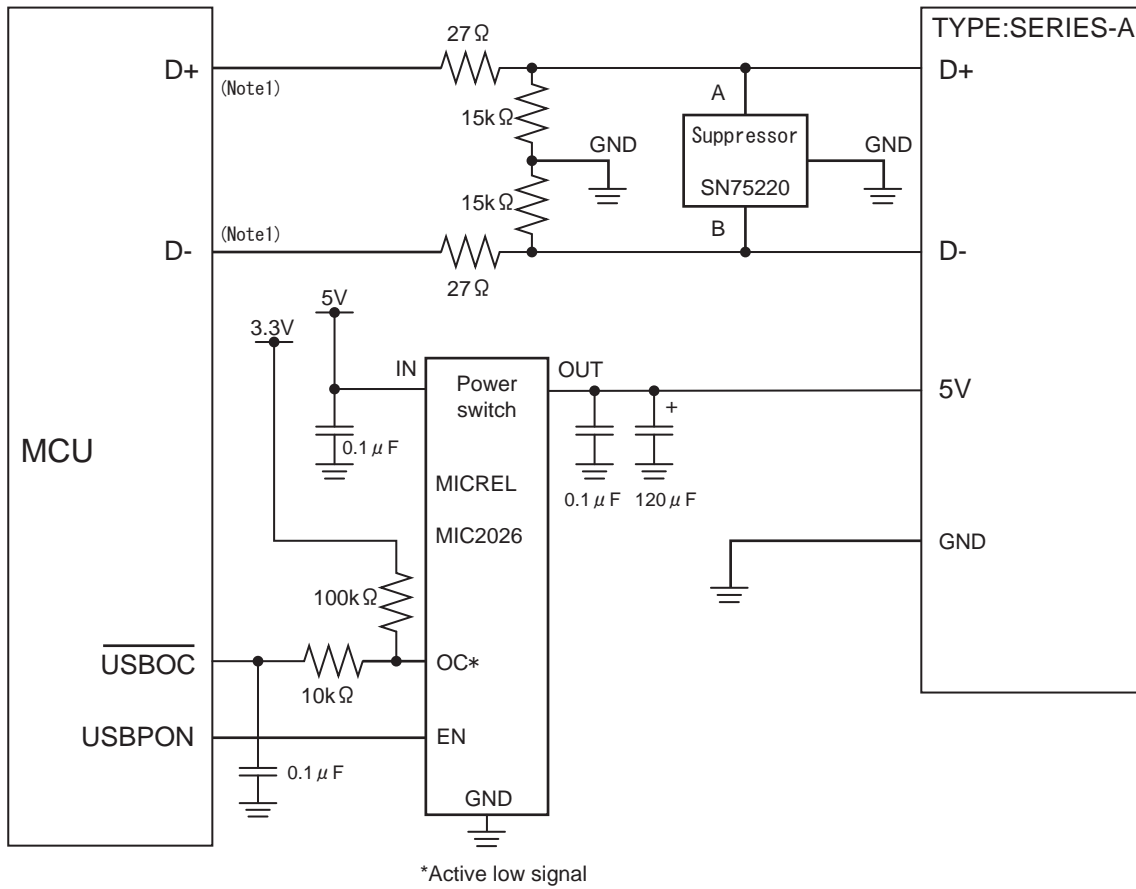 TYPE:SERIES-A
27Ω
D+
(Note1)
15kΩ
GND
A
Suppressor
SN75220
GND
D+
15kΩ
B
D-
(Note1)
27Ω
D-
5V
3.3V
IN
Power
switch
OUT
5V
0.1μF
+
MCU
MICREL
0.1μF
120μF
MIC2026
GND
100kΩ
USBOC
10kΩ
OC*
USBPON
EN
0.1μF
GND
*Active low signal